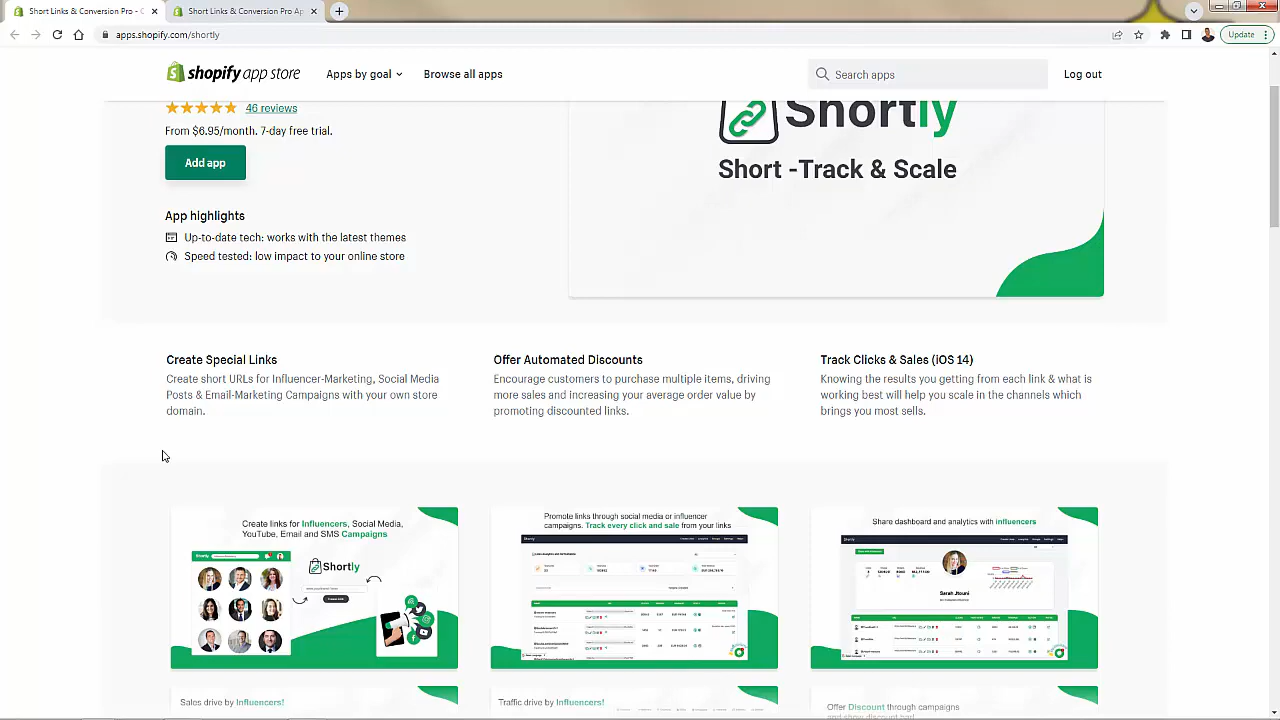 Short Links & Conversion Pro - C
Short Links & Conversion Pro Ap
apps.shopify.com/shortly
Update
shopify app store
Apps by goal
Browse all apps
Search apps
Log out
46 reviews
From $6.95/month. 7-day free trial.
Add app
Shortly
Short -Track & Scale
App highlights
Up-to-date tech: works with the latest themes
Speed tested: low impact to your online store
Create Special Links
Create short URLs for Influencer-Marketing, Social Media
Posts & Email-Marketing Campaigns with your own store
domain.
Offer Automated Discounts
Encourage customers to purchase multiple items, driving
more sales and increasing your average order value by
promoting discounted links.
Track Clicks & Sales (iOS 14)
Knowing the results you getting from each link & what is
working best will help you scale in the channels which
brings you most sells.
Create links for Influencers, Social Media,
YouTube, Email and SMS Campaigns
Shortly
Shortly
Promote links through social media or influencer
campaigns. Track every click and sale from your links
Shortly
Share dashboard and analytics with influencers
Shortly
Sarah Jtouni
Sales drive by Influencers!
Traffic drive by Influencers!
Offer Discount through campaigns
and show discount bar!